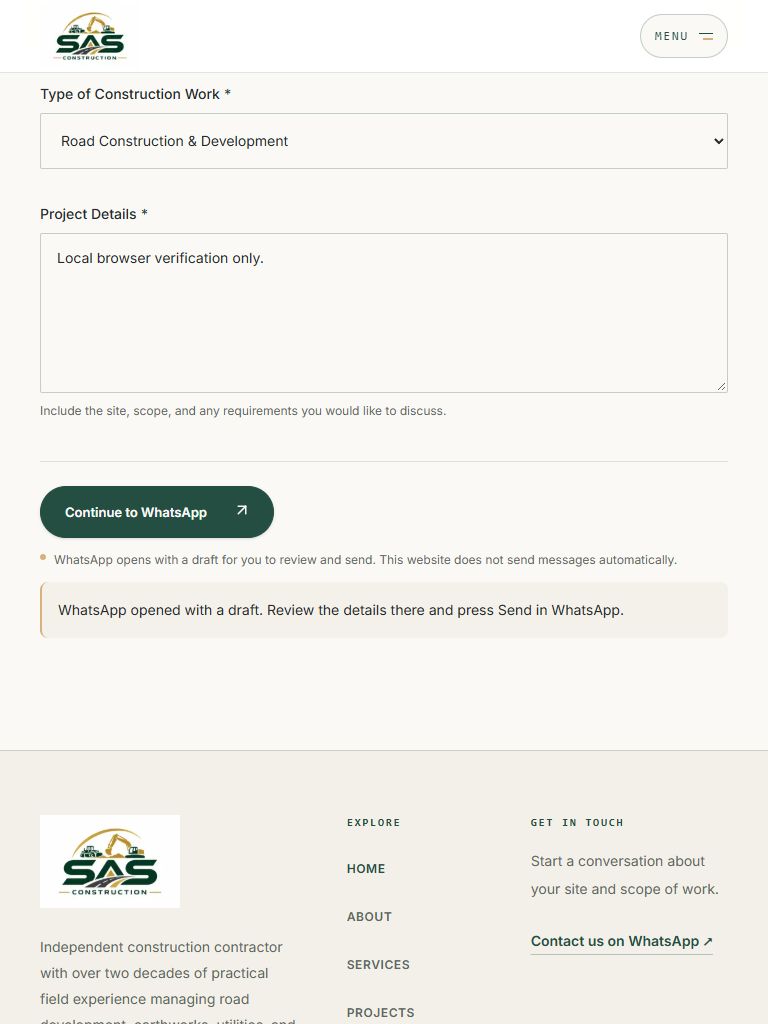 SAS
CONSTRUCTION
MENU
Type of Construction Work *
Road Construction & Development
Project Details *
Local browser verification only.
Include the site, scope, and any requirements you would like to discuss.
Continue to WhatsApp
WhatsApp opens with a draft for you to review and send. This website does not send messages automatically.
WhatsApp opened with a draft. Review the details there and press Send in WhatsApp.
SAS
CONSTRUCTION
Independent construction contractor
with over two decades of practical
field experience managing road
development, earthworks, utilities, and
EXPLORE
HOME
ABOUT
SERVICES
PROJECTS
GET IN TOUCH
Start a conversation about
your site and scope of work.
Contact us on WhatsApp ↗